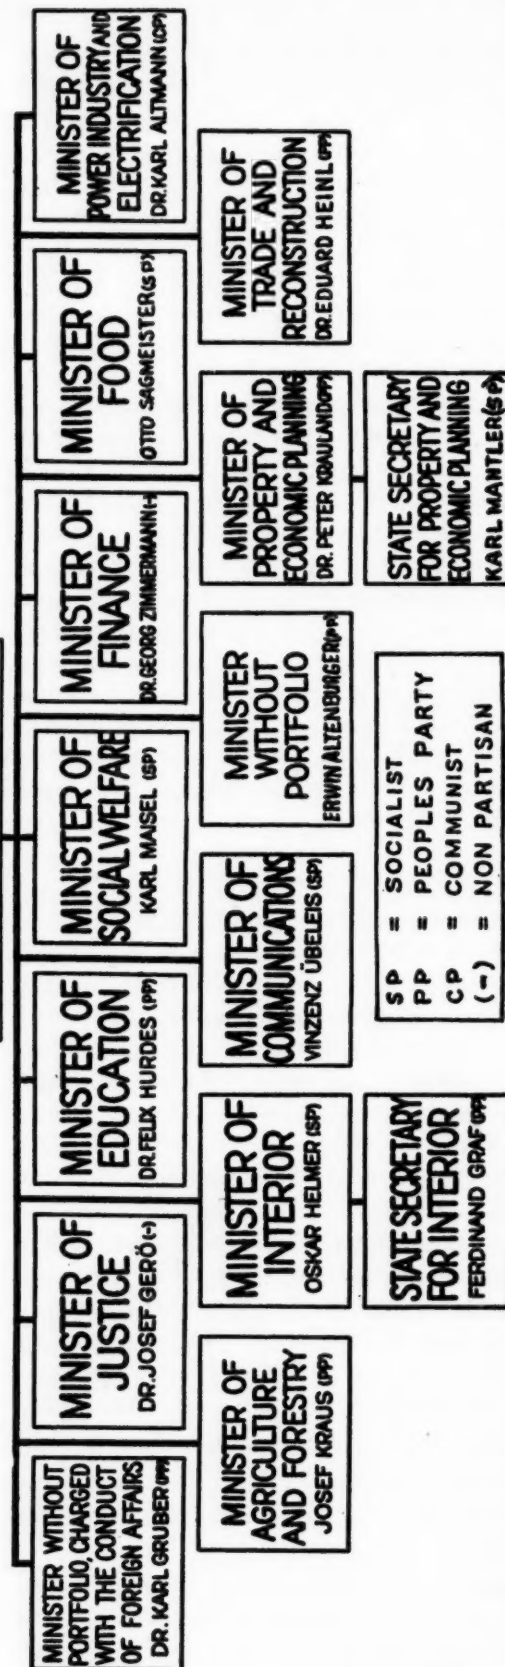 MINISTER WITHOUT
PORTFOLIO, CHARGED
WITH THE CONDUCT
OF FOREIGN AFFAIRS
DR. KARL GRUBER (PP)
MINISTER OF
JUSTICE
DR. JOSEF GERÖ (-)
MINISTER OF
EDUCATION
DR. FELIX HURDES (PP)
MINISTER OF
SOCIAL WELFARE
KARL MAISEL (SP)
MINISTER OF
FINANCE
DR. GEORG ZIMMERMANN (-)
MINISTER OF
FOOD
OTTO SAGMEISTER (SP)
MINISTER OF
POWER INDUSTRY AND
ELECTRIFICATION
DR. KARL ALTMANN (CP)
MINISTER OF
AGRICULTURE
AND FORESTRY
JOSEF KRAUS (PP)
MINISTER OF
INTERIOR
OSKAR HELMER (SP)
MINISTER OF
COMMUNICATIONS
VINZENZ ÜBELEIS (SP)
MINISTER
WITHOUT
PORTFOLIO
ERWIN ALTENBURGER (PP)
MINISTER OF
PROPERTY AND
ECONOMIC PLANNING
DR. PETER KRAULAND (PP)
MINISTER OF
TRADE AND
RECONSTRUCTION
DR. EDUARD HEINL (PP)
STATE SECRETARY
FOR INTERIOR
FERDINAND GRAF (PP)
SP = SOCIALIST
PP = PEOPLES PARTY
CP = COMMUNIST
(-) = NON PARTISAN
STATE SECRETARY
FOR PROPERTY AND
ECONOMIC PLANNING
KARL MANTLER (SP)